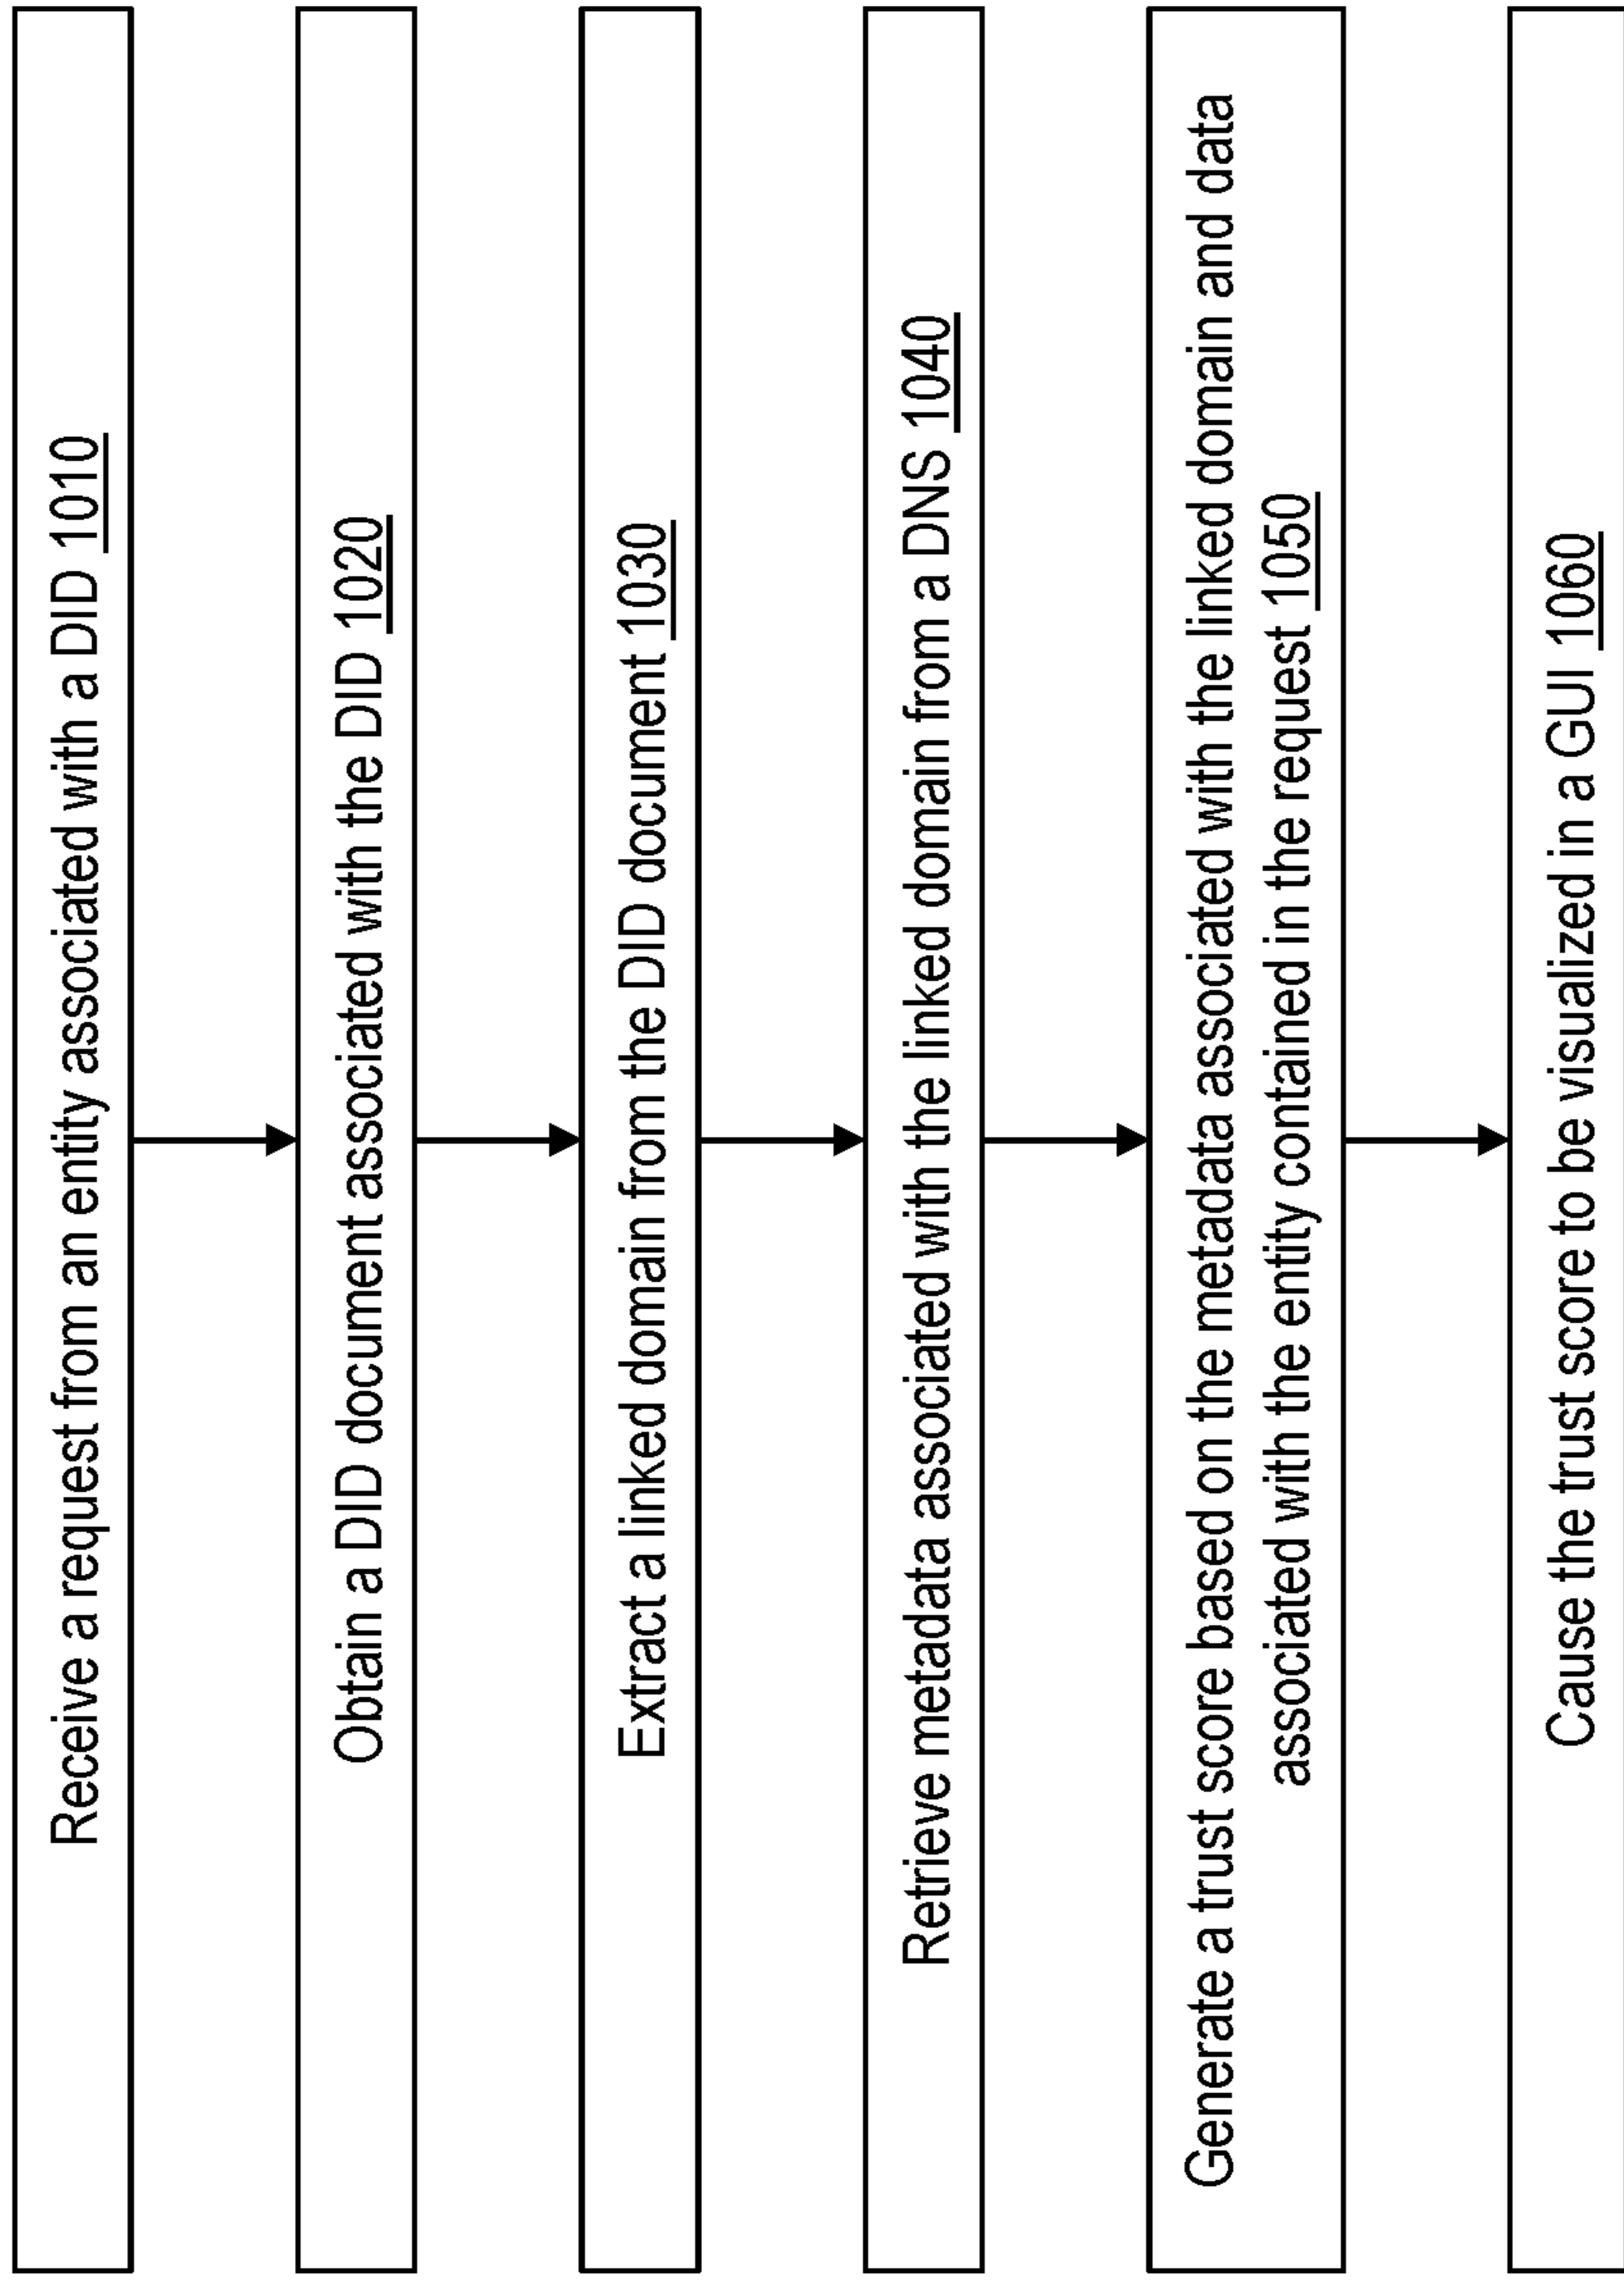 Receive a request from an entity associated with a DID 1010
Obtain a DID document associated with the DID 1020
Extract a linked domain from the DID document 1030
Retrieve metadata associated with the linked domain from a DNS 1040
Generate a trust score based on the metadata associated with the linked domain and data
associated with the entity contained in the request 1050
Cause the trust score to be visualized in a GUI 1060